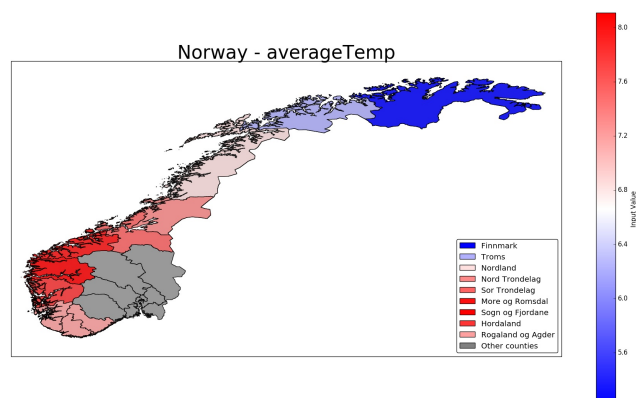 Norway - averageTemp
8.0
7.6
7.2
6.8
6.4
6.0
5.6
Input Value
Finnmark
Troms
Nordland
Nord Trondelag
Sor Trondelag
More og Romsdal
Sogn og Fjordane
Hordaland
Rogaland og Agder
Other counties